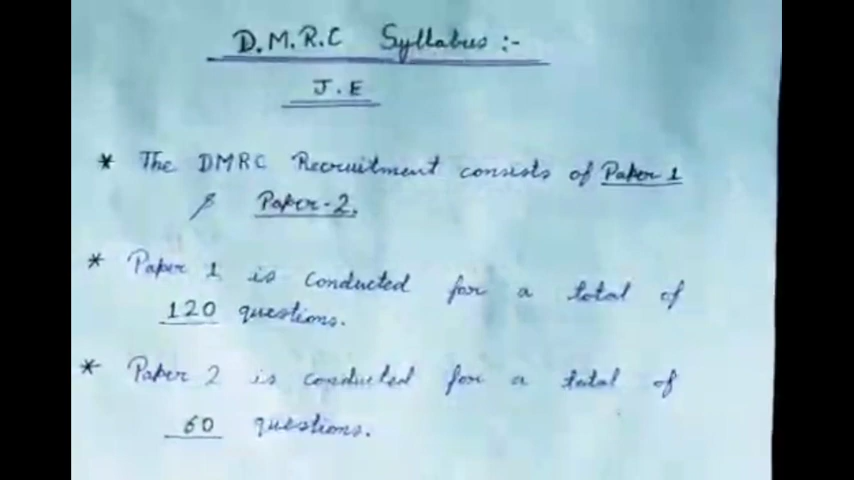 D.M.R.C Syllabus :-
J.E
* The DMRC Recruitment consists of Paper 1
& Paper-2.
* Paper 1 is conducted for a total of
120 questions.
* Paper 2 is conducted for a total of
60 questions.